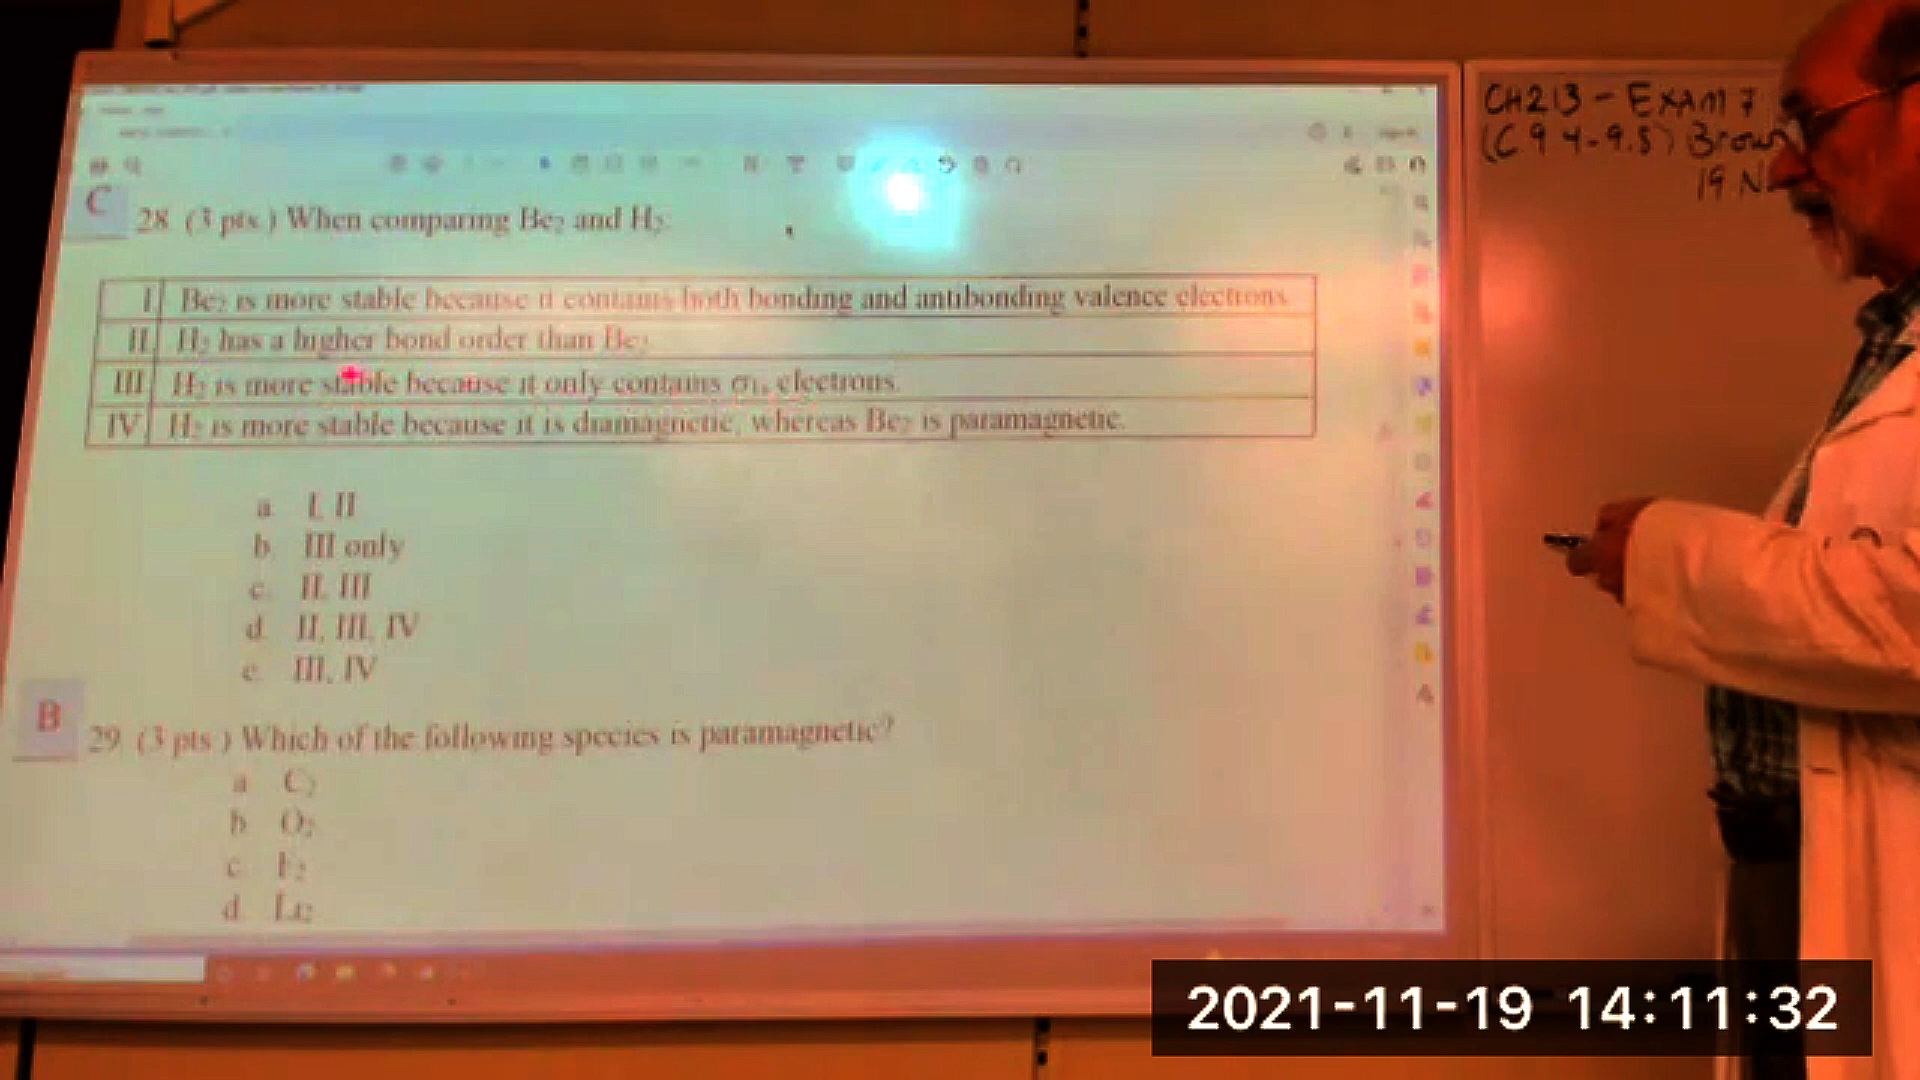 CH213 - EXAM 7
(C 9 4-9.5) Brow
19 N
C
28 (3 pts.) When comparing Be₂ and H₂
I Be₂ is more stable because it contains both bonding and antibonding valence electrons.
II H₂ has a higher bond order than Be₂
III H₂ is more stable because it only contains σ₁ₛ electrons.
IV H₂ is more stable because it is diamagnetic, whereas Be₂ is paramagnetic.
a. I, II
b. III only
c. II, III
d. II, III, IV
e. III, IV
B
29 (3 pts.) Which of the following species is paramagnetic?
a. C₂
b. O₂
c. F₂
d. Li₂
2021-11-19 14:11:32